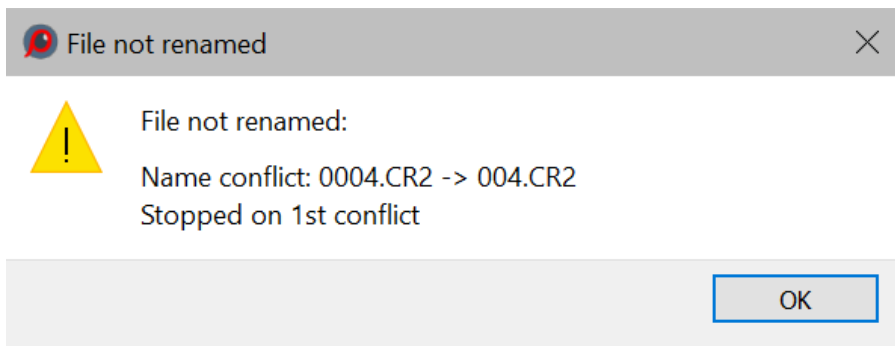 File not renamed
File not renamed:
Name conflict: 0004.CR2 -> 004.CR2
Stopped on 1st conflict
OK